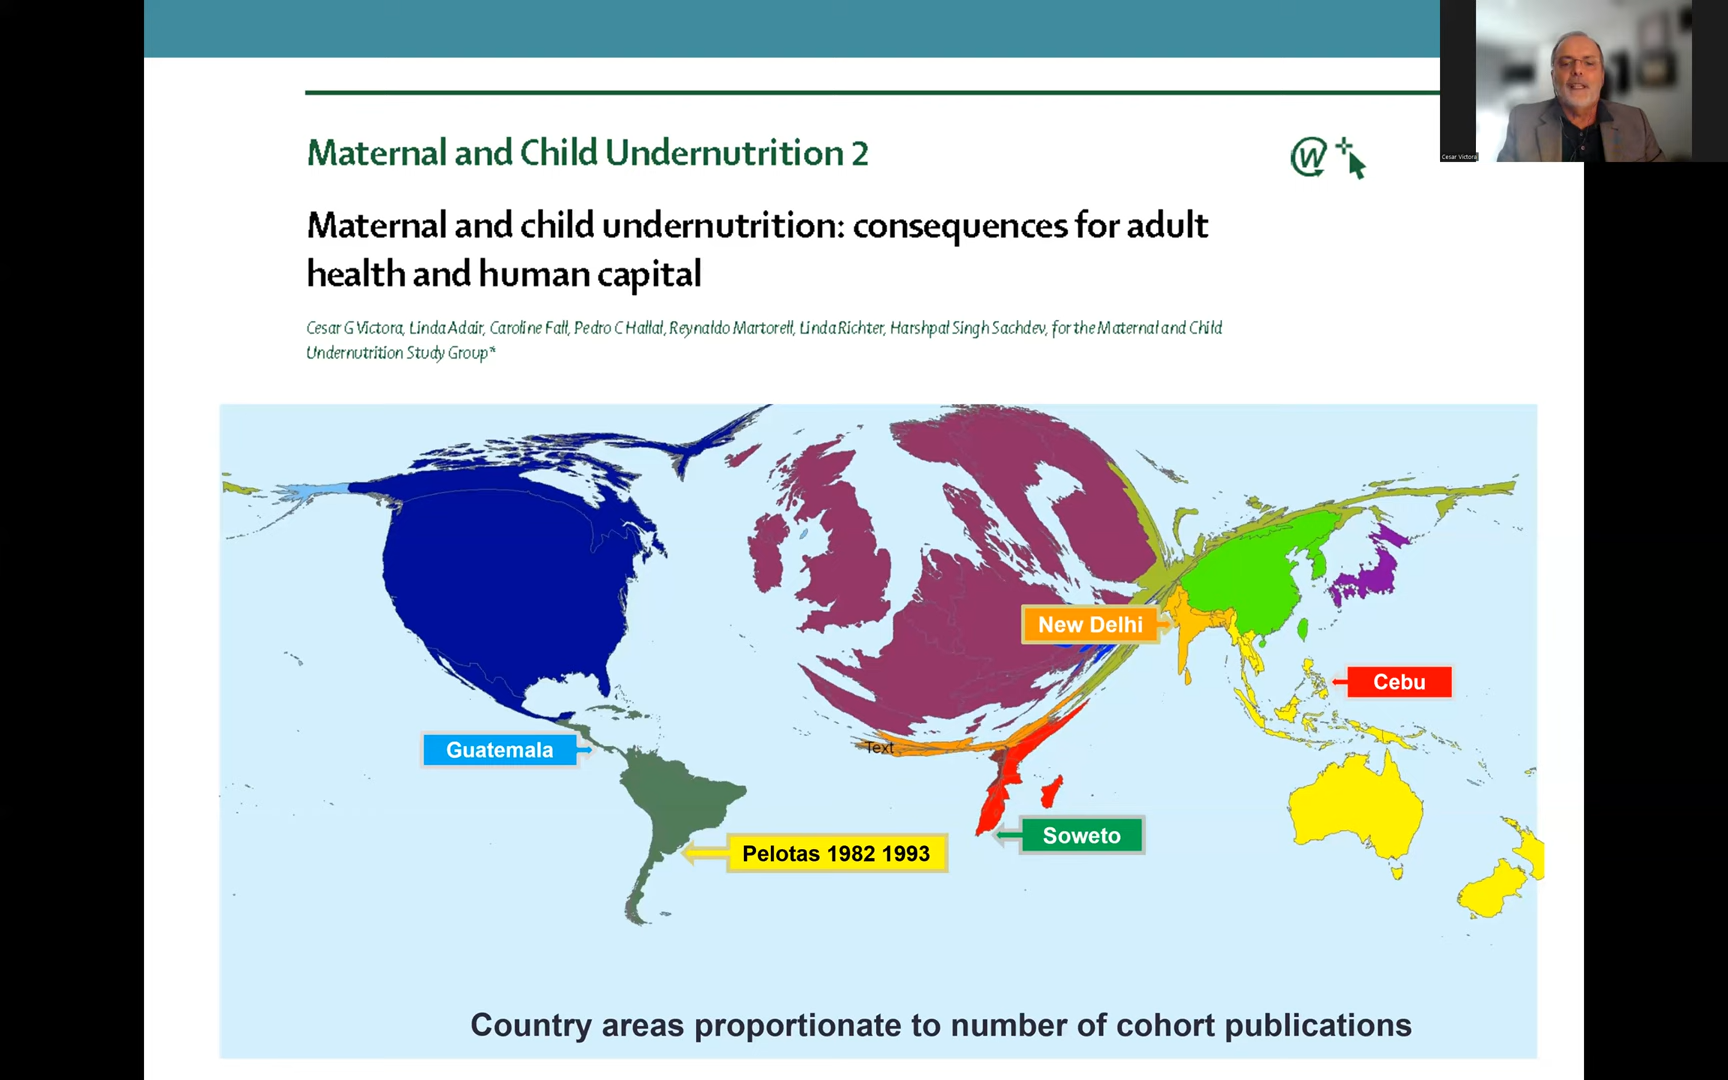 Cesar Victora
Maternal and Child Undernutrition 2
W
Maternal and child undernutrition: consequences for adult
health and human capital
Cesar G Victora, Linda Adair, Caroline Fall, Pedro C Hallal, Reynaldo Martorell, Linda Richter, Harshpal Singh Sachdev, for the Maternal and Child
Undernutrition Study Group*
New Delhi
Cebu
Guatemala
Text
Soweto
Pelotas 1982 1993
Country areas proportionate to number of cohort publications